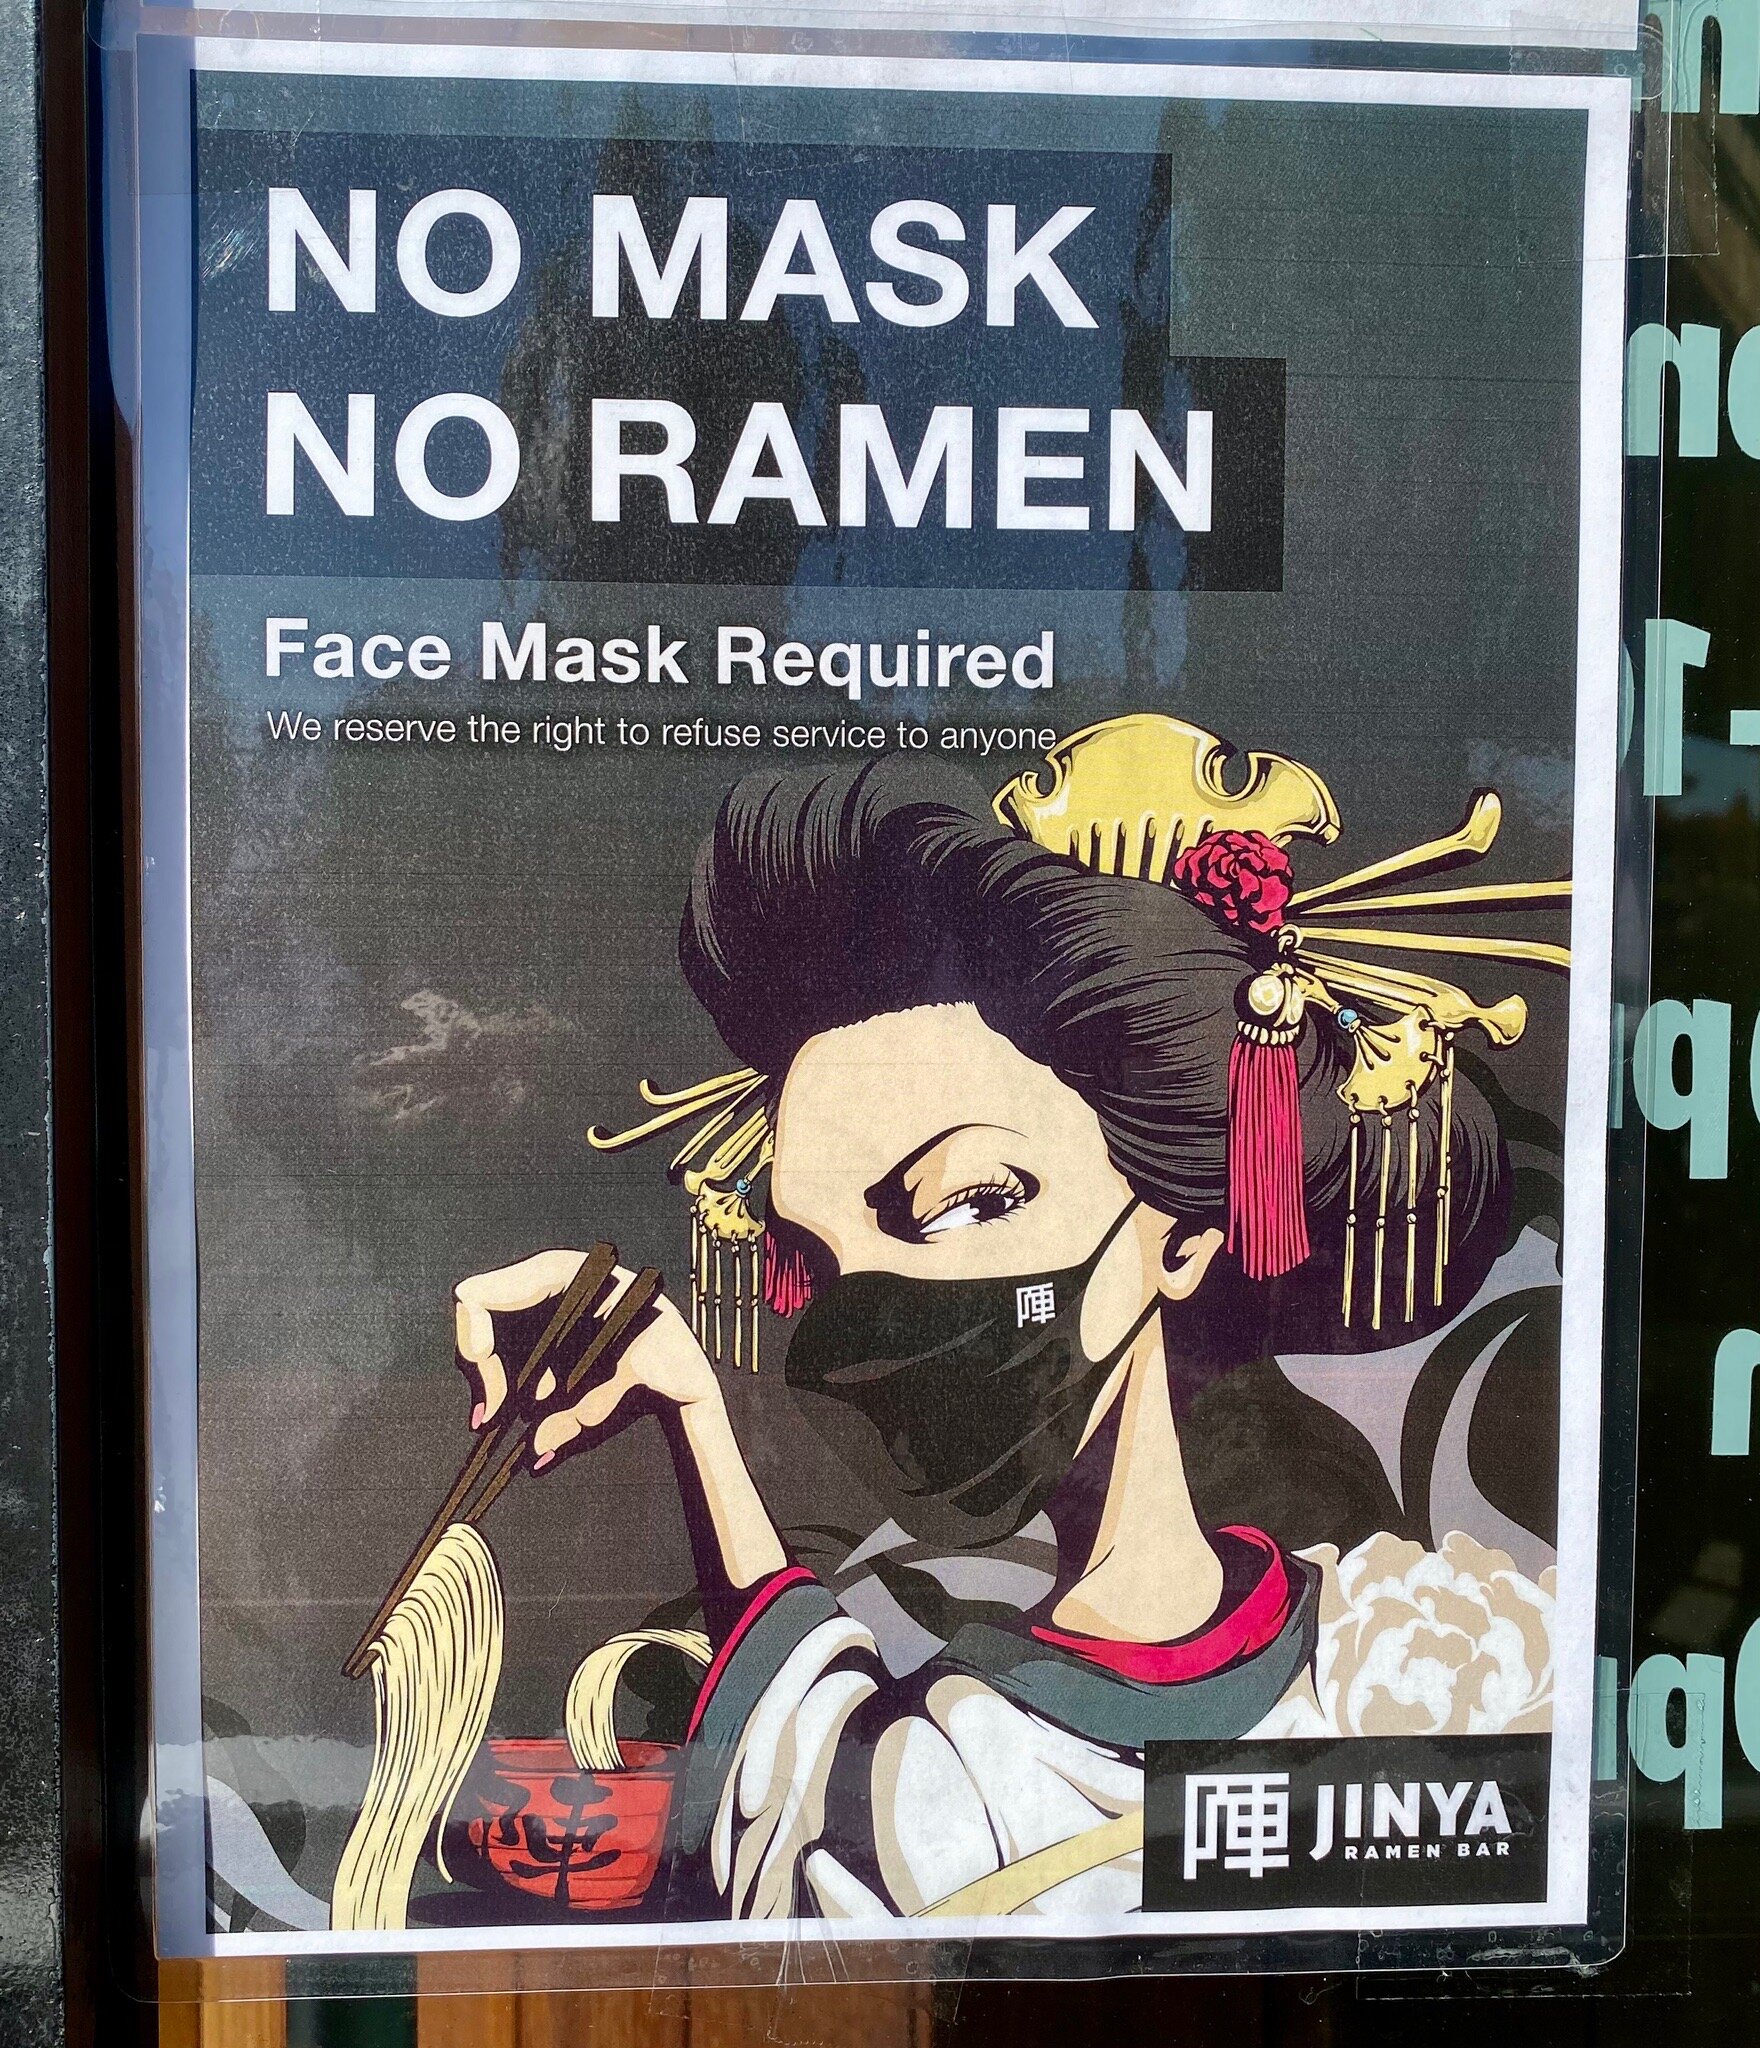 NO MASK
NO RAMEN
Face Mask Required
We reserve the right to refuse service to anyone
陣
陣
陣 JINYA
RAMEN BAR